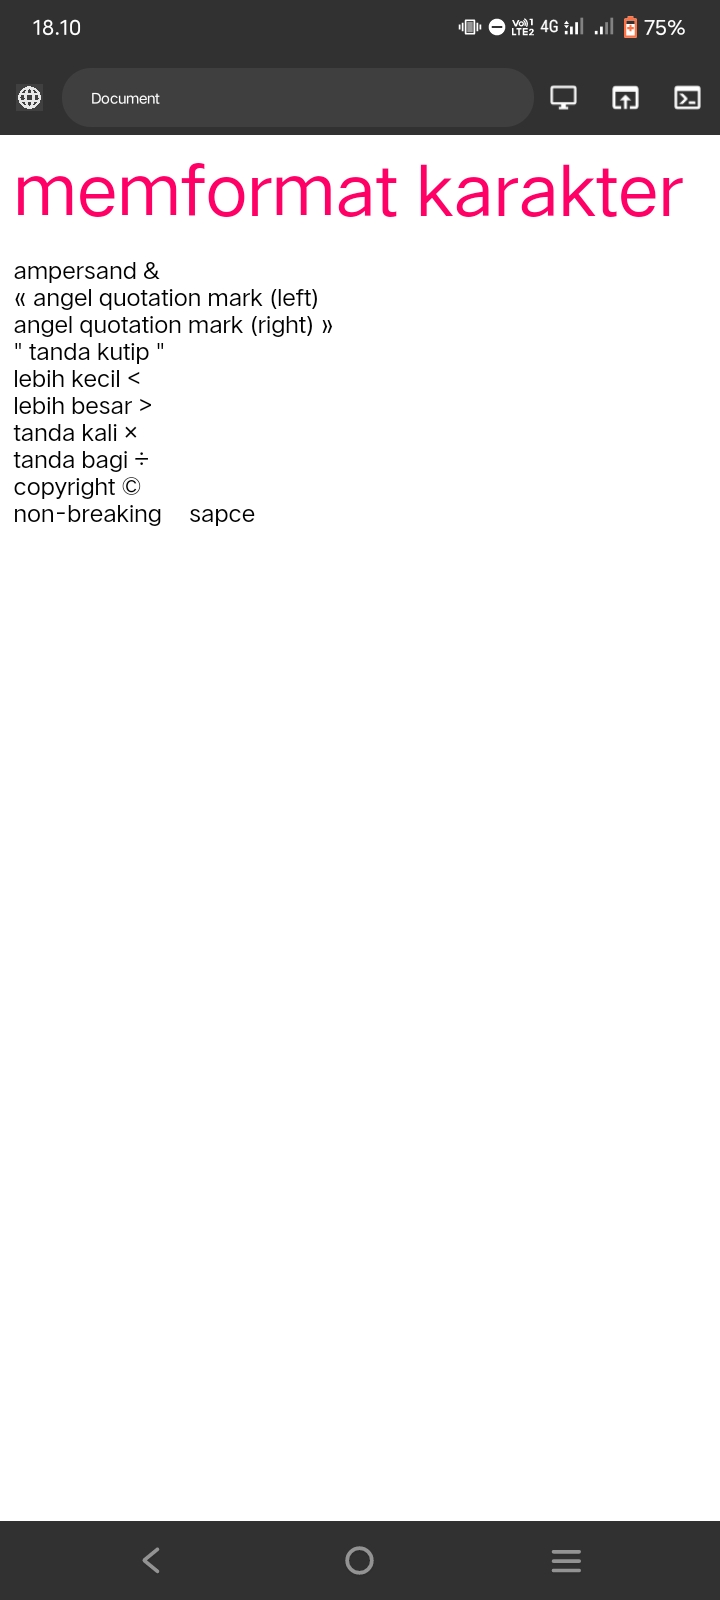 18.10 Vo)) 1 LTE2 4G 75%
Document
memformat karakter
ampersand &
« angel quotation mark (left)
angel quotation mark (right) »
" tanda kutip "
lebih kecil <
lebih besar >
tanda kali ×
tanda bagi ÷
copyright ©
non-breaking    sapce